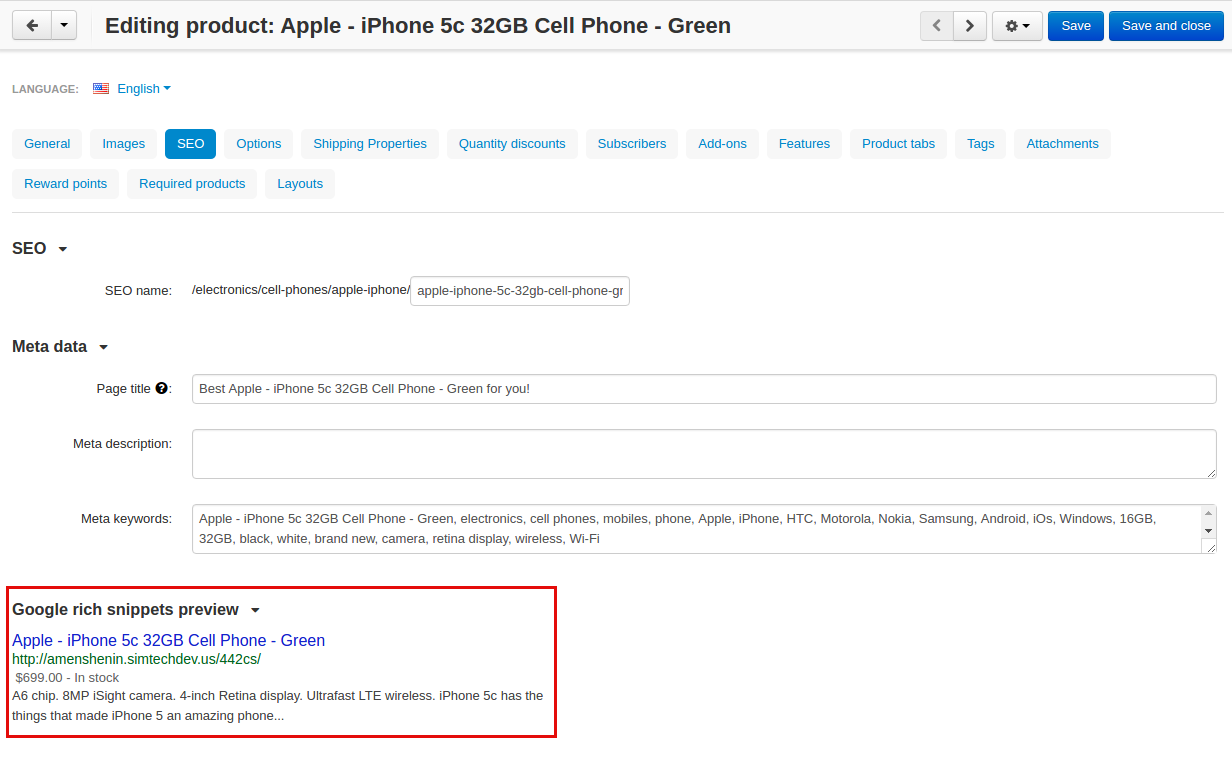 Editing product: Apple - iPhone 5c 32GB Cell Phone - Green
Save
Save and close
LANGUAGE: English
General
Images
SEO
Options
Shipping Properties
Quantity discounts
Subscribers
Add-ons
Features
Product tabs
Tags
Attachments
Reward points
Required products
Layouts
SEO
SEO name: /electronics/cell-phones/apple-iphone/ apple-iphone-5c-32gb-cell-phone-gr
Meta data
Page title ?: Best Apple - iPhone 5c 32GB Cell Phone - Green for you!
Meta description:
Meta keywords: Apple - iPhone 5c 32GB Cell Phone - Green, electronics, cell phones, mobiles, phone, Apple, iPhone, HTC, Motorola, Nokia, Samsung, Android, iOs, Windows, 16GB,
32GB, black, white, brand new, camera, retina display, wireless, Wi-Fi
Google rich snippets preview
Apple - iPhone 5c 32GB Cell Phone - Green
http://amenshenin.simtechdev.us/442cs/
$699.00 - In stock
A6 chip. 8MP iSight camera. 4-inch Retina display. Ultrafast LTE wireless. iPhone 5c has the
things that made iPhone 5 an amazing phone...